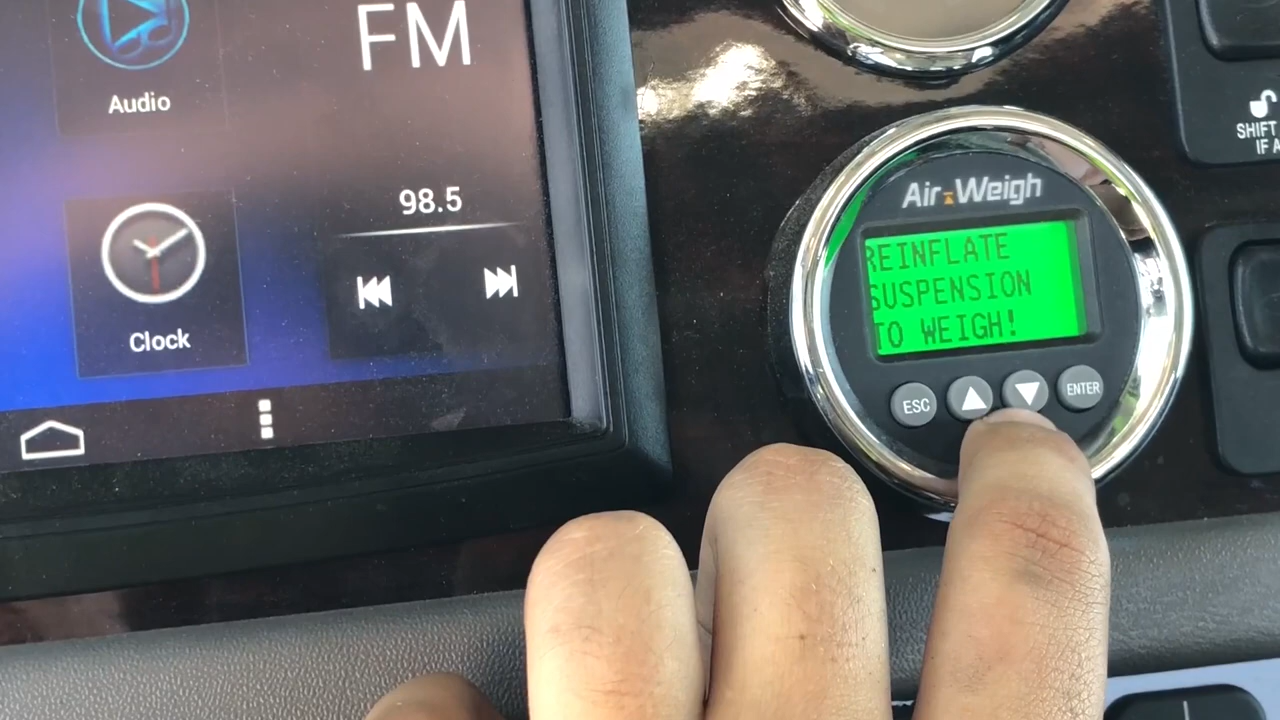 FM
Audio
98.5
Clock
Air-Weigh
REINFLATE
SUSPENSION
TO WEIGH!
ESC
ENTER
SHIFT
IF A